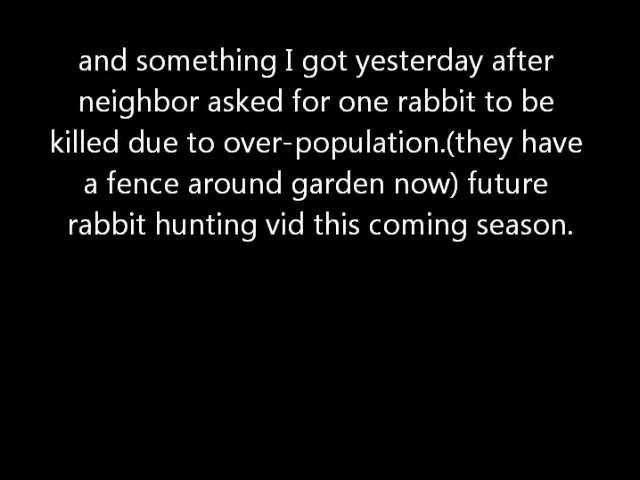 and something I got yesterday after
neighbor asked for one rabbit to be
killed due to over-population.(they have
a fence around garden now) future
rabbit hunting vid this coming season.